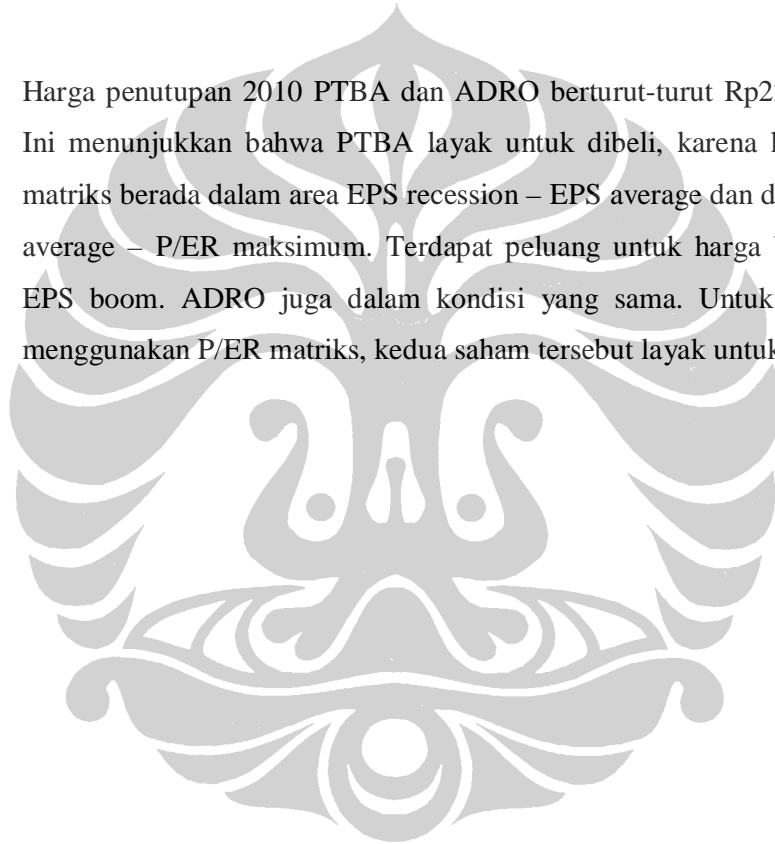 Harga penutupan 2010 PTBA dan ADRO berturut-turut Rp2
Ini menunjukkan bahwa PTBA layak untuk dibeli, karena
matriks berada dalam area EPS recession – EPS average dan
average – P/ER maksimum. Terdapat peluang untuk harga
EPS boom. ADRO juga dalam kondisi yang sama. Untuk
menggunakan P/ER matriks, kedua saham tersebut layak untuk